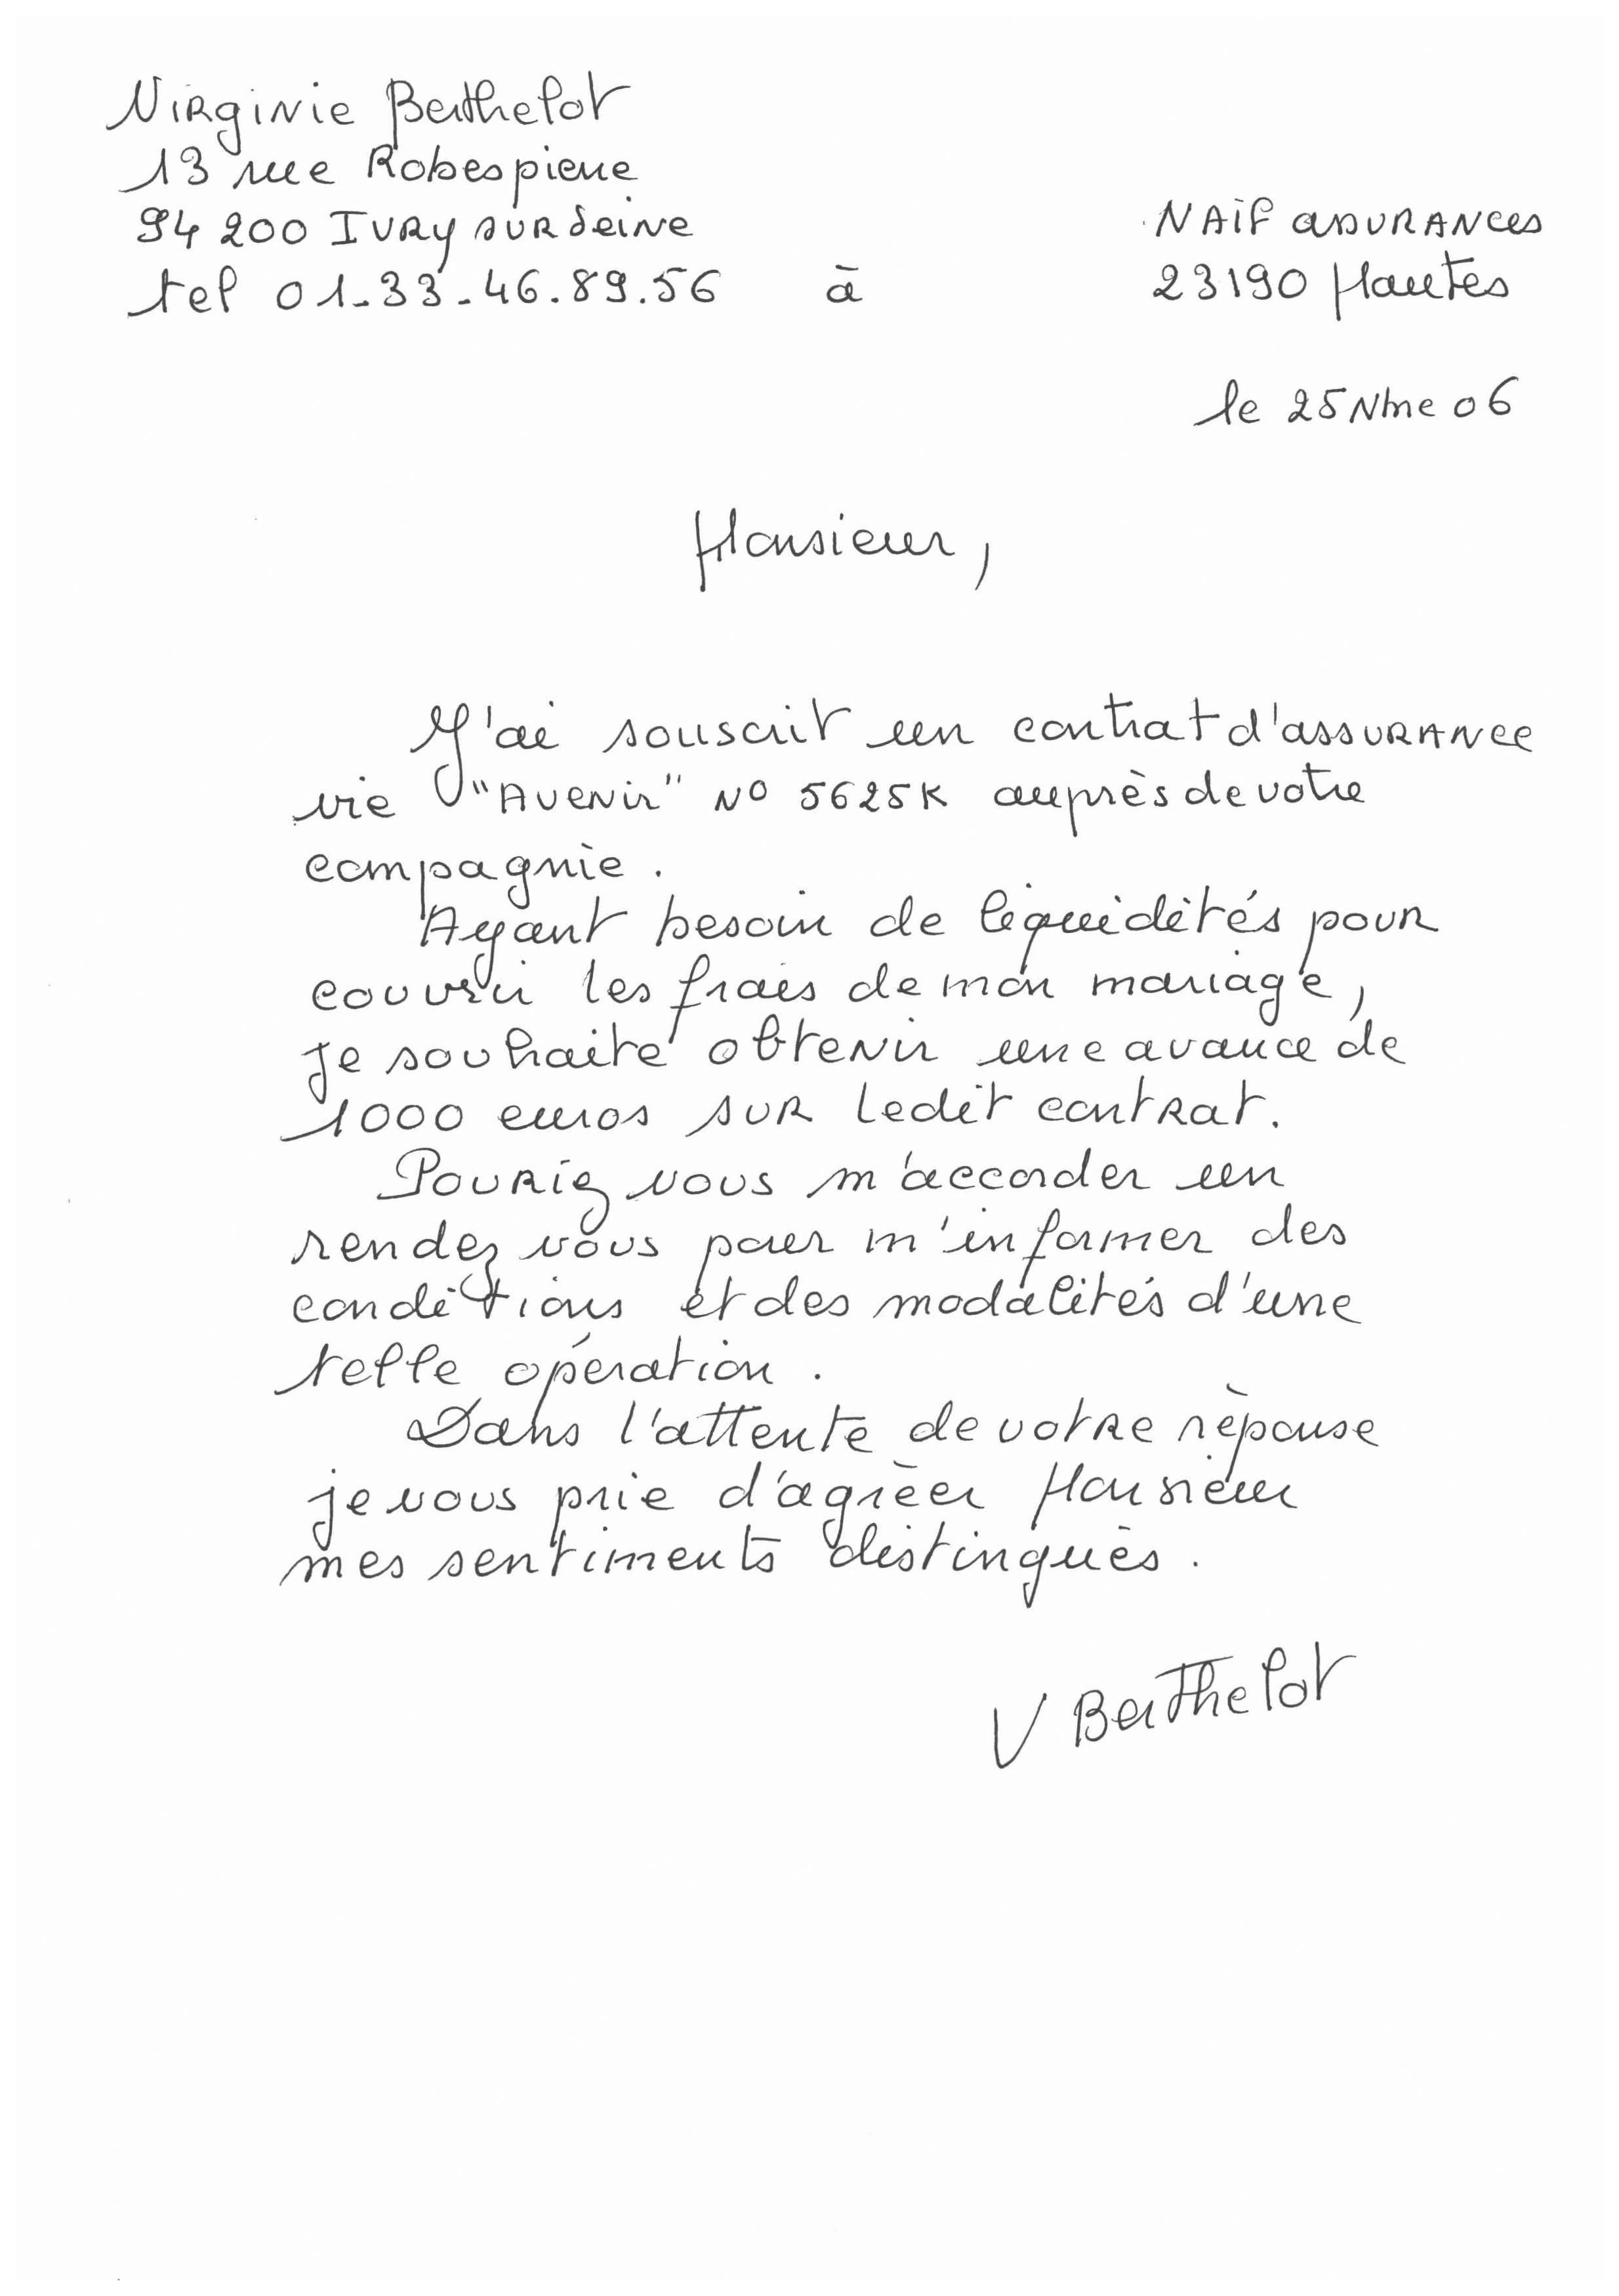 Virginie Berthelot
13 rue Robespierre
94 200 Ivry sur Seine
tel 01-33-46.89.56 à
NAIF assurances
23190 Mautes
le 25 Nbre 06
Monsieur,
J'ai souscrit un contrat d'assurance
vie "Avenir" N° 5625K auprès de votre
compagnie.
Ayant besoin de liquidités pour
couvrir les frais de mon mariage,
je souhaite obtenir une avance de
1000 euros sur ledit contrat.
Pouriez vous m'accorder un
rendez vous pour m'informer des
conditions et des modalités d'une
telle opération.
Dans l'attente de votre réponse
je vous prie d'agréer Monsieur
mes sentiments distingués.
V Berthelot